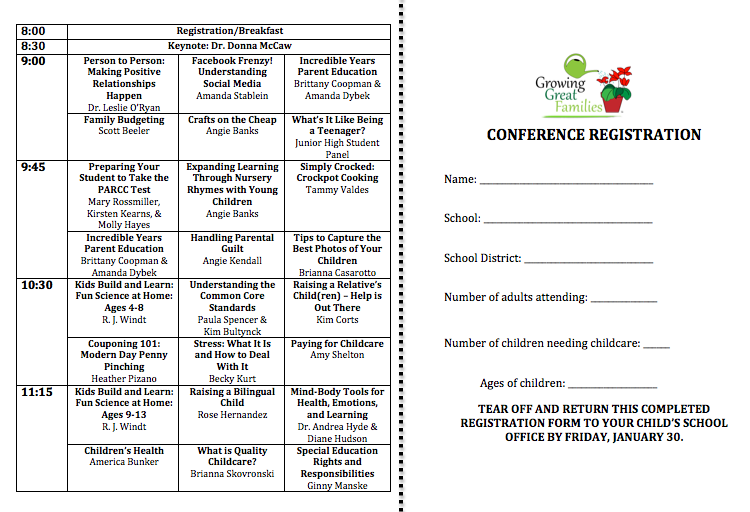 8:00 Registration/Breakfast
8:30 Keynote: Dr. Donna McCaw
9:00
Person to Person:
Making Positive
Relationships
Happen
Dr. Leslie O'Ryan
Facebook Frenzy!
Understanding
Social Media
Amanda Stablein
Incredible Years
Parent Education
Brittany Coopman &
Amanda Dybek
Family Budgeting
Scott Beeler
Crafts on the Cheap
Angie Banks
What's It Like Being
a Teenager?
Junior High Student
Panel
9:45
Preparing Your
Student to Take the
PARCC Test
Mary Rossmiller,
Kirsten Kearns, &
Molly Hayes
Expanding Learning
Through Nursery
Rhymes with Young
Children
Angie Banks
Simply Crocked:
Crockpot Cooking
Tammy Valdes
Incredible Years
Parent Education
Brittany Coopman &
Amanda Dybek
Handling Parental
Guilt
Angie Kendall
Tips to Capture the
Best Photos of Your
Children
Brianna Casarotto
10:30
Kids Build and Learn:
Fun Science at Home:
Ages 4-8
R. J. Windt
Understanding the
Common Core
Standards
Paula Spencer &
Kim Bultynck
Raising a Relative's
Child(ren) – Help is
Out There
Kim Corts
Couponing 101:
Modern Day Penny
Pinching
Heather Pizano
Stress: What It Is
and How to Deal
With It
Becky Kurt
Paying for Childcare
Amy Shelton
11:15
Kids Build and Learn:
Fun Science at Home:
Ages 9-13
R. J. Windt
Raising a Bilingual
Child
Rose Hernandez
Mind-Body Tools for
Health, Emotions,
and Learning
Dr. Andrea Hyde &
Diane Hudson
Children's Health
America Bunker
What is Quality
Childcare?
Brianna Skovronski
Special Education
Rights and
Responsibilities
Ginny Manske
Growing
Great
Families
CONFERENCE REGISTRATION
Name: ______________________________
School: ______________________________
School District: ______________________
Number of adults attending: ____________
Number of children needing childcare: _____
Ages of children: ________________
TEAR OFF AND RETURN THIS COMPLETED
REGISTRATION FORM TO YOUR CHILD'S SCHOOL
OFFICE BY FRIDAY, JANUARY 30.